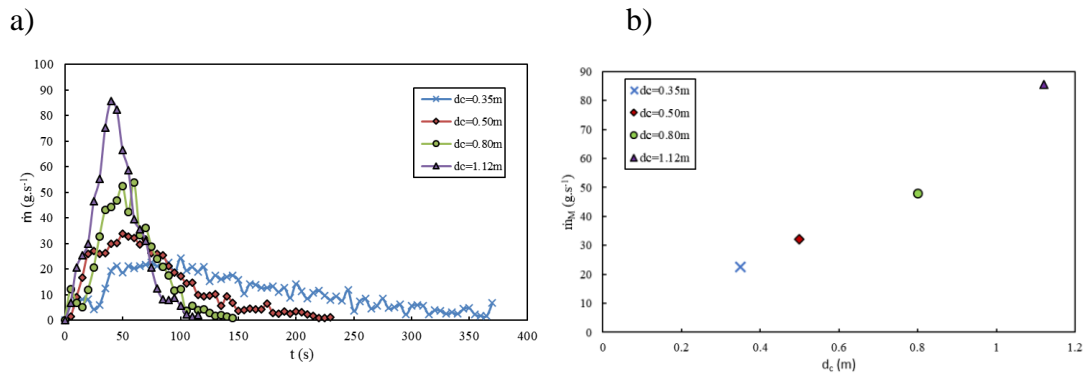 a)
b)
100
90
80
70
60
50
40
30
20
10
0
ṁ (g.s⁻¹)
dc=0.35m
dc=0.50m
dc=0.80m
dc=1.12m
0 50 100 150 200 250 300 350 400
t (s)
90
80
70
60
50
40
30
20
10
0
ṁM (g.s⁻¹)
dc=0.35m
dc=0.50m
dc=0.80m
dc=1.12m
0 0.2 0.4 0.6 0.8 1 1.2
dc (m)